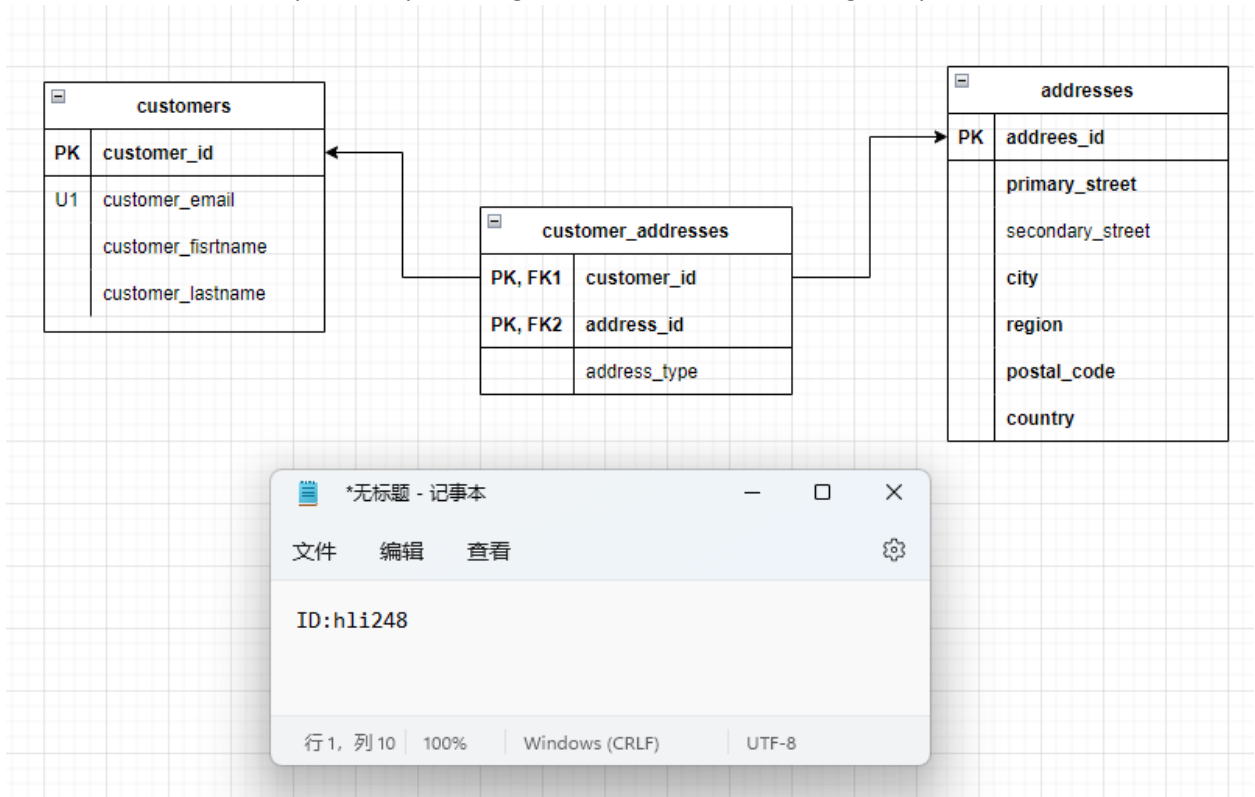 customers
PK customer_id
U1 customer_email
customer_fisrtname
customer_lastname
customer_addresses
PK, FK1 customer_id
PK, FK2 address_id
address_type
addresses
PK addrees_id
primary_street
secondary_street
city
region
postal_code
country
*无标题 - 记事本
文件 编辑 查看
ID:hli248
行 1, 列 10 100% Windows (CRLF) UTF-8